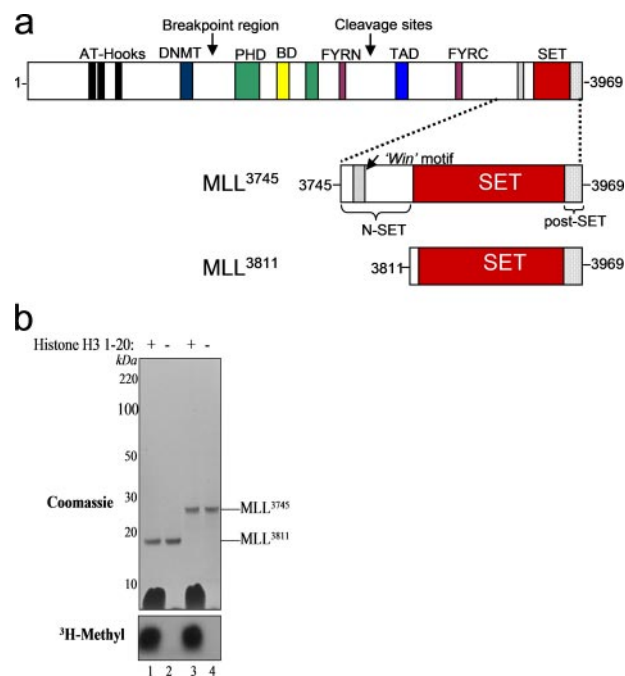 a
Breakpoint region
Cleavage sites
AT-Hooks DNMT PHD BD FYRN TAD FYRC SET
1- -3969
'Win' motif
MLL3745 3745- SET -3969
N-SET post-SET
MLL3811 3811- SET -3969
b
Histone H3 1-20: + - + -
kDa
220
100
50
30
Coomassie
MLL3745
20
MLL3811
10
3H-Methyl
1 2 3 4